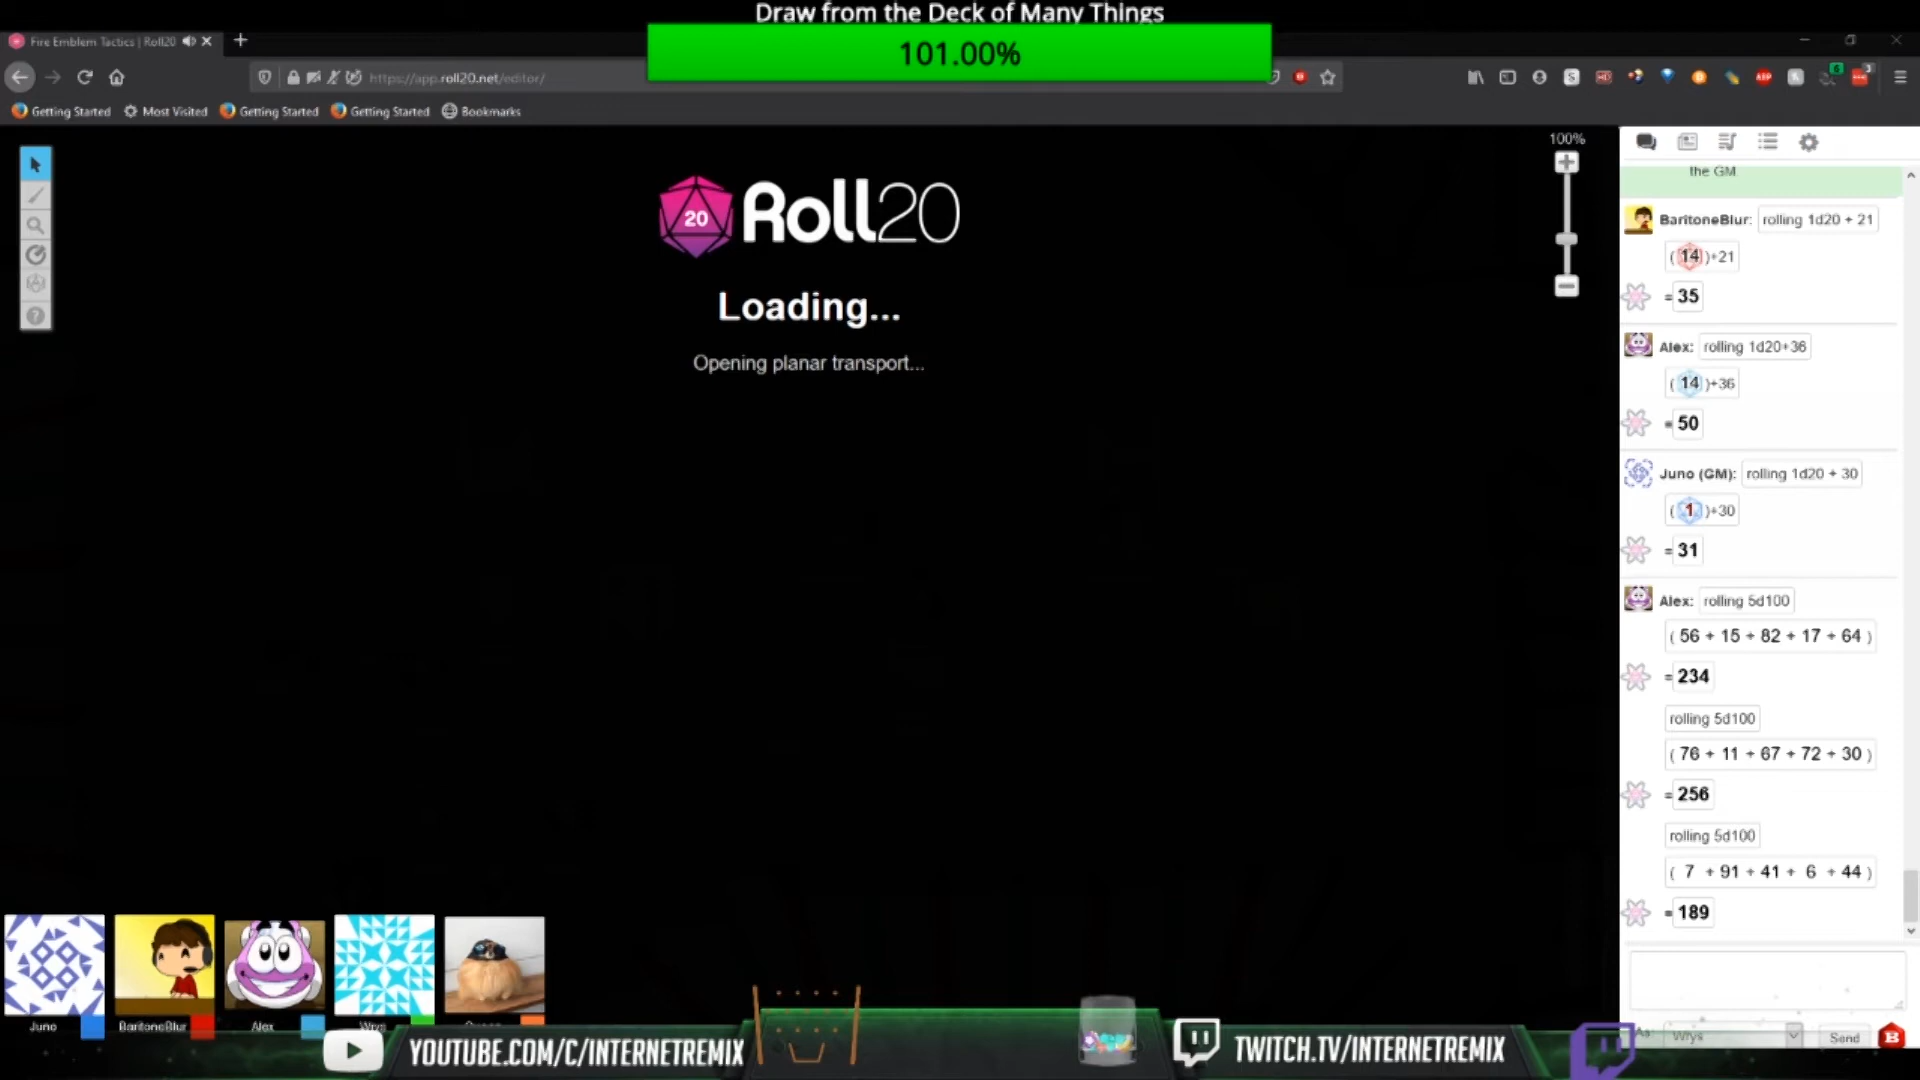 Draw from the Deck of Many Things
101.00%
Fire Emblem Tactics | Roll20
https://app.roll20.net/editor/
Getting Started
Most Visited
Getting Started
Getting Started
Bookmarks
100%
20
Roll20
Loading...
Opening planar transport...
the GM
BaritoneBlur: rolling 1d20 + 21
(14)+21
=35
Alex: rolling 1d20+36
(14)+36
=50
Juno (GM): rolling 1d20 + 30
(1)+30
=31
Alex: rolling 5d100
(56 + 15 + 82 + 17 + 64)
=234
rolling 5d100
(76 + 11 + 67 + 72 + 30)
=256
rolling 5d100
(7 + 91 + 41 + 6 + 44)
=189
As: Wrys
Send
Juno
BaritoneBlur
Alex
Wrys
YOUTUBE.COM/C/INTERNETREMIX
TWITCH.TV/INTERNETREMIX